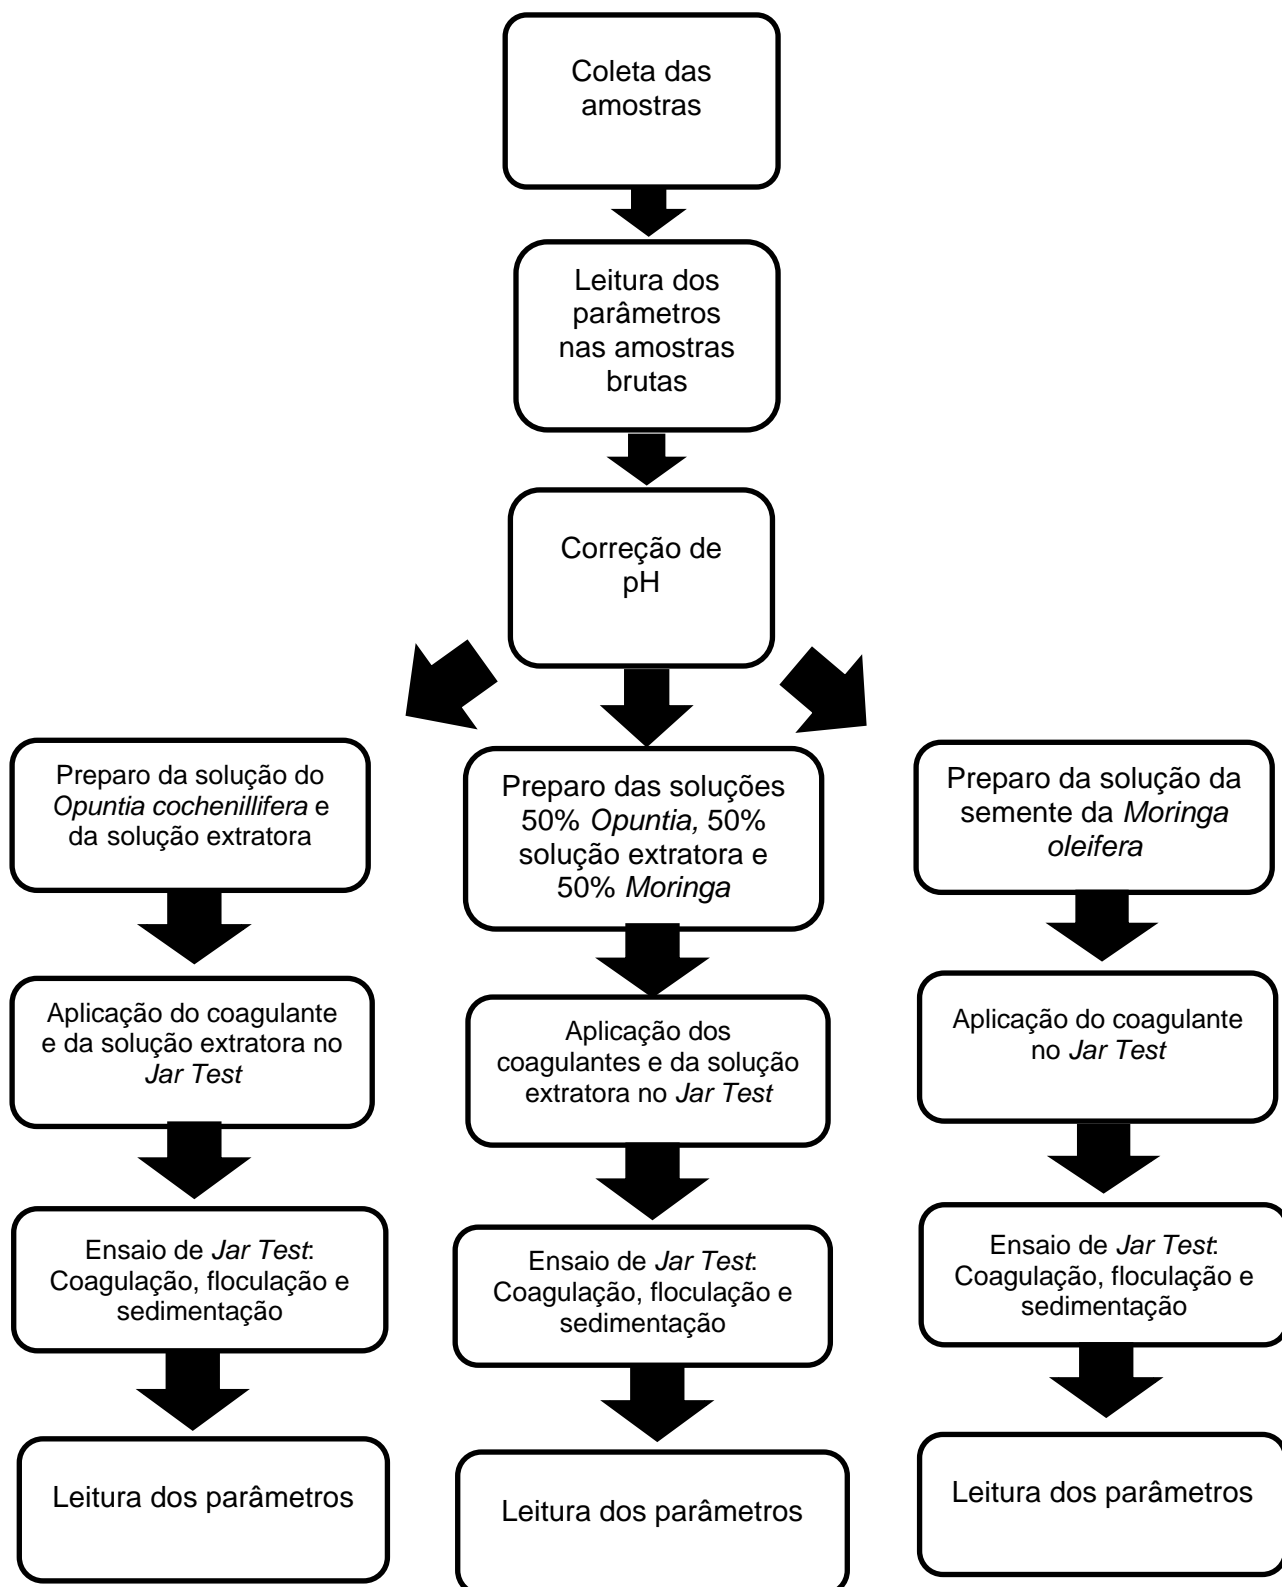 Coleta das
amostras
Leitura dos
parâmetros
nas amostras
brutas
Correção de
pH
Preparo da solução do
Opuntia cochenillifera e
da solução extratora
Preparo das soluções
50% Opuntia, 50%
solução extratora e
50% Moringa
Preparo da solução da
semente da Moringa
oleifera
Aplicação do coagulante
e da solução extratora no
Jar Test
Aplicação dos
coagulantes e da solução
extratora no Jar Test
Aplicação do coagulante
no Jar Test
Ensaio de Jar Test:
Coagulação, floculação e
sedimentação
Ensaio de Jar Test:
Coagulação, floculação e
sedimentação
Ensaio de Jar Test:
Coagulação, floculação e
sedimentação
Leitura dos parâmetros
Leitura dos parâmetros
Leitura dos parâmetros